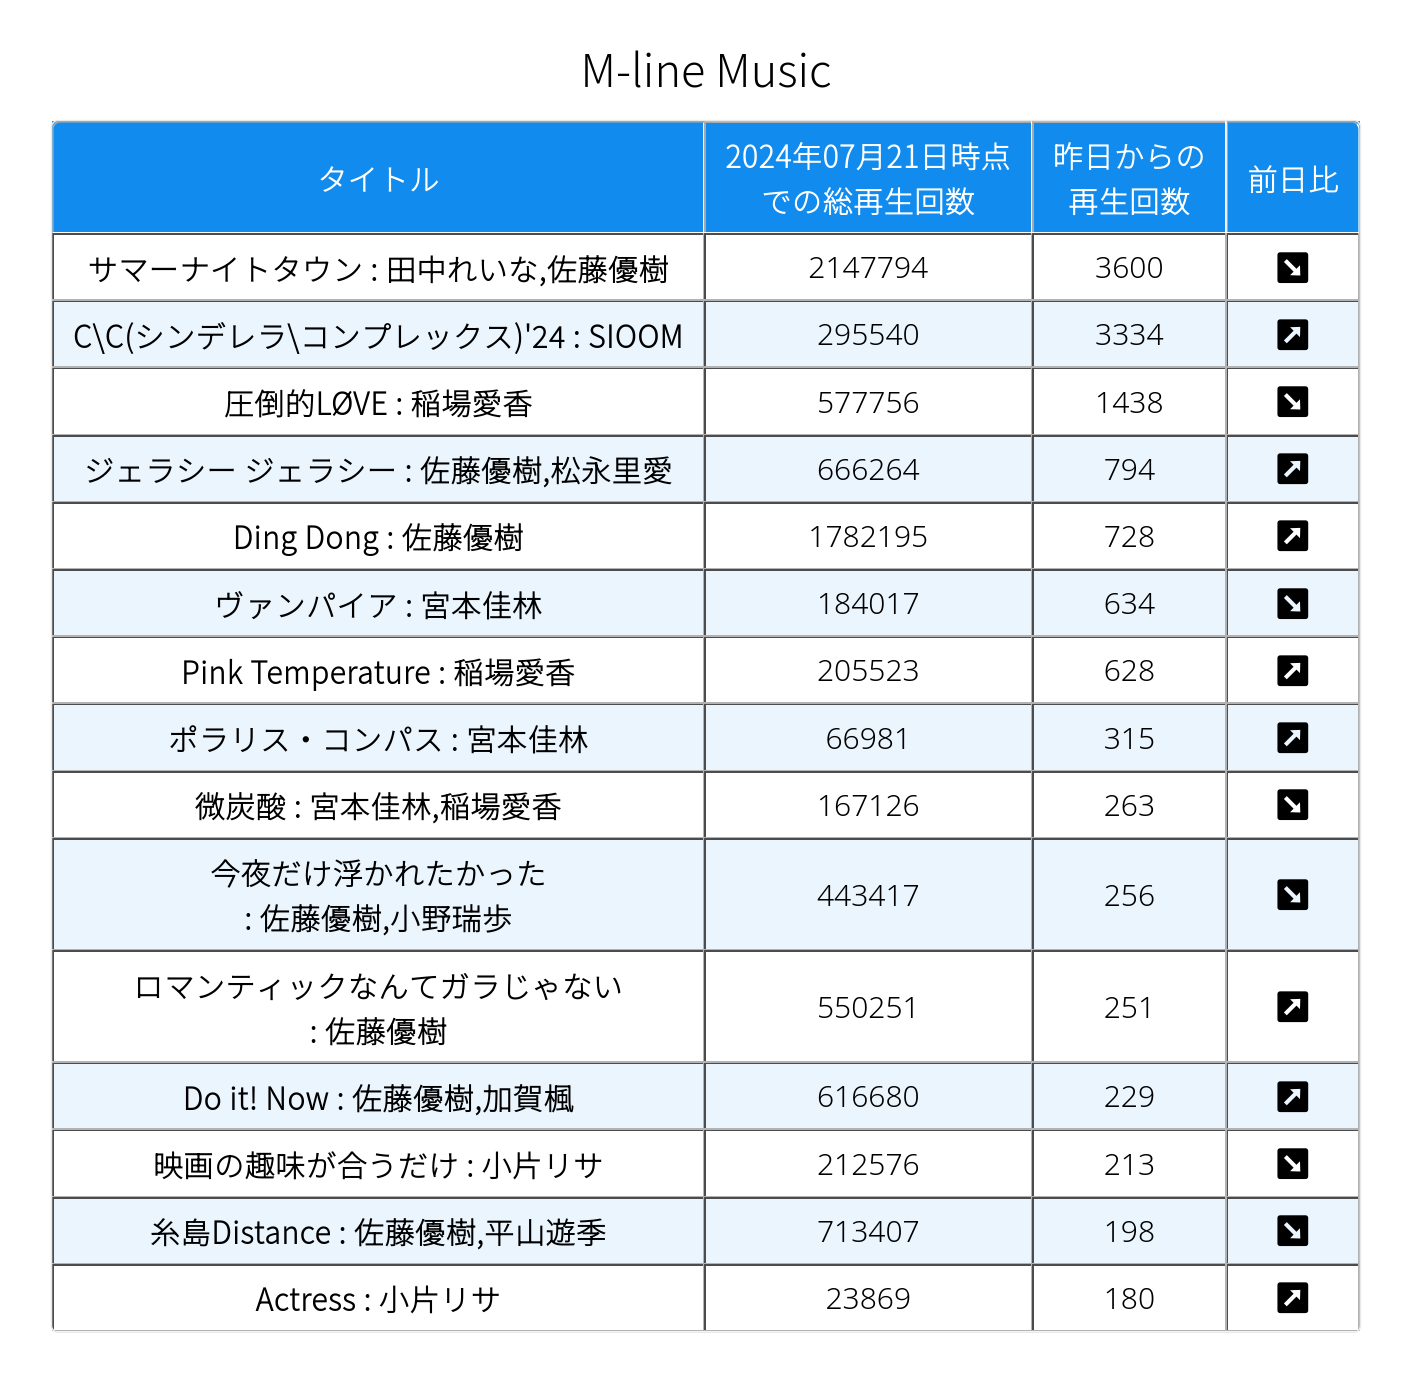 M-line Music
タイトル
2024年07月21日時点
での総再生回数
昨日からの
再生回数
前日比
サマーナイトタウン : 田中れいな,佐藤優樹 2147794 3600 ↘
C\C(シンデレラ\コンプレックス)'24 : SIOOM 295540 3334 ↗
圧倒的LØVE : 稲場愛香 577756 1438 ↘
ジェラシー ジェラシー : 佐藤優樹,松永里愛 666264 794 ↗
Ding Dong : 佐藤優樹 1782195 728 ↗
ヴァンパイア : 宮本佳林 184017 634 ↘
Pink Temperature : 稲場愛香 205523 628 ↗
ポラリス・コンパス : 宮本佳林 66981 315 ↗
微炭酸 : 宮本佳林,稲場愛香 167126 263 ↘
今夜だけ浮かれたかった
: 佐藤優樹,小野瑞歩 443417 256 ↘
ロマンティックなんてガラじゃない
: 佐藤優樹 550251 251 ↗
Do it! Now : 佐藤優樹,加賀楓 616680 229 ↗
映画の趣味が合うだけ : 小片リサ 212576 213 ↘
糸島Distance : 佐藤優樹,平山遊季 713407 198 ↘
Actress : 小片リサ 23869 180 ↗